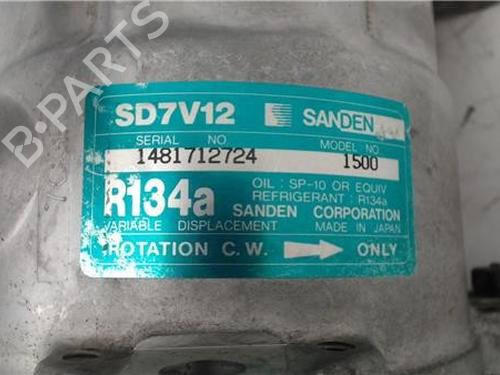 B-PARTS
SD7V12 SANDEN
SERIAL NO. MODEL NO
1481712724 1500
R134a OIL : SP-10 OR EQUIV
REFRIGERANT : R134a
SANDEN CORPORATION
VARIABLE DISPLACEMENT MADE IN JAPAN
ROTATION C.W. ONLY